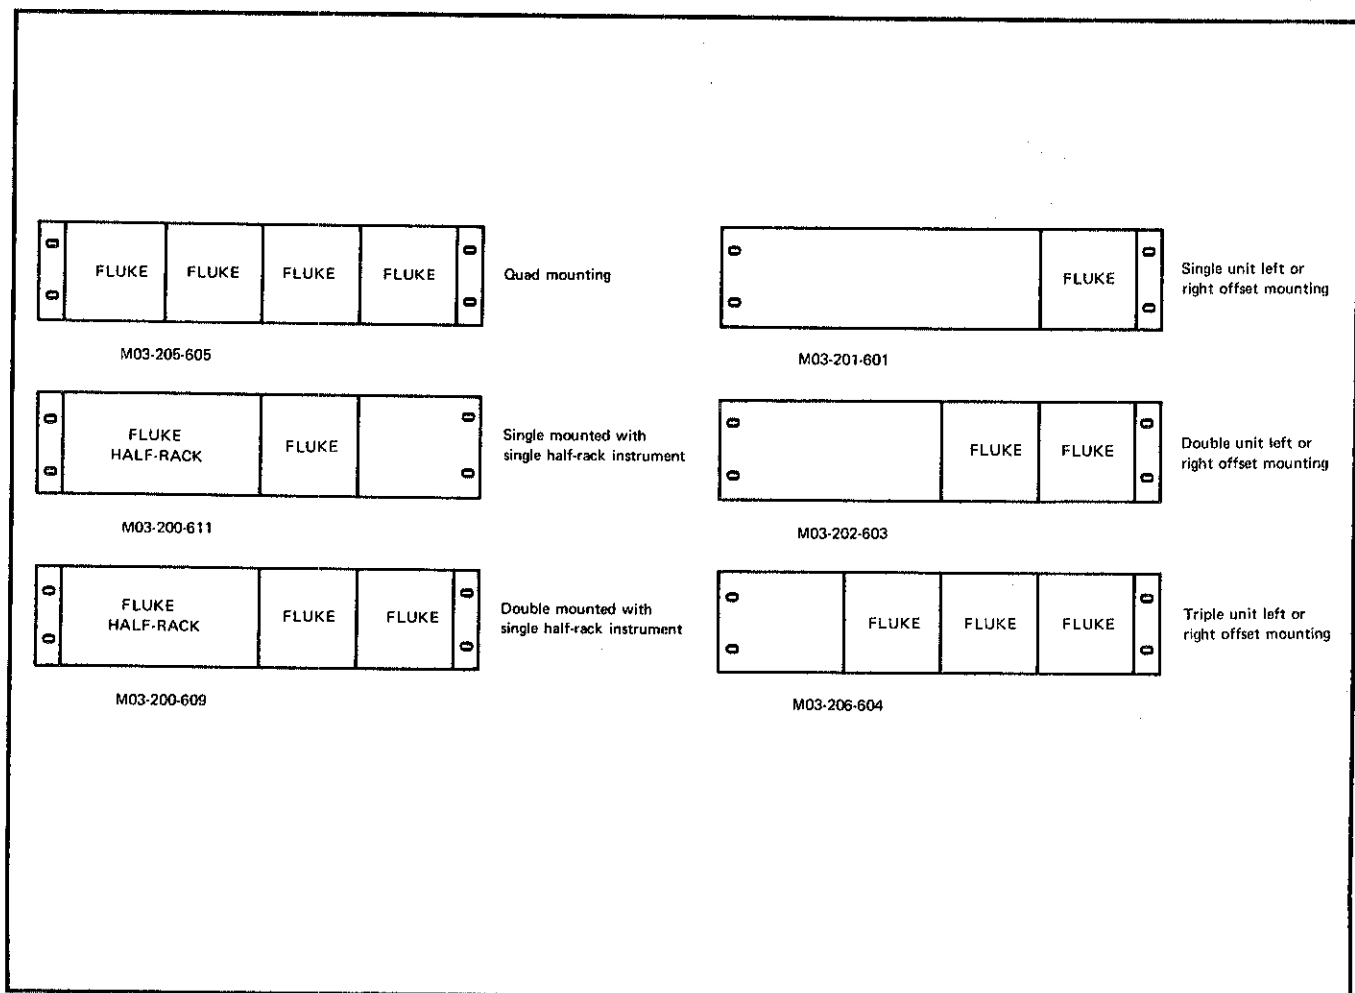 FLUKE FLUKE FLUKE FLUKE
Quad mounting
M03-205-605
FLUKE
HALF-RACK
FLUKE
Single mounted with
single half-rack instrument
M03-200-611
FLUKE
HALF-RACK
FLUKE FLUKE
Double mounted with
single half-rack instrument
M03-200-609
FLUKE
Single unit left or
right offset mounting
M03-201-601
FLUKE FLUKE
Double unit left or
right offset mounting
M03-202-603
FLUKE FLUKE FLUKE
Triple unit left or
right offset mounting
M03-206-604